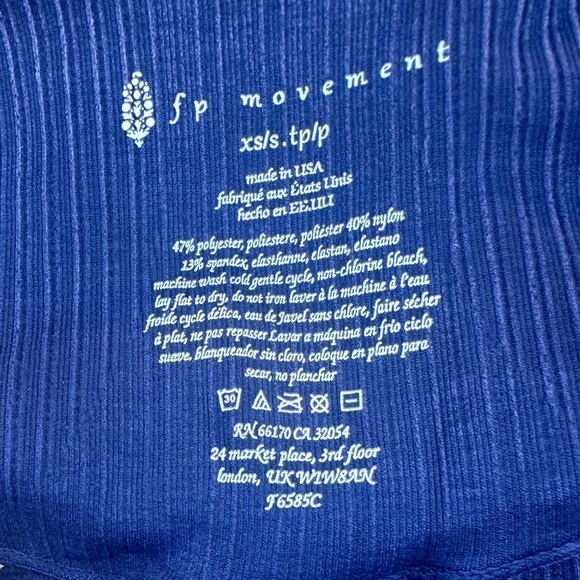 fp movement
xs/s.tp/p
made in USA
fabriqué aux États Unis
hecho en EE.UU
47% polyester, poliestere, poliéster 40% nylon
13% spandex, elasthanne, elastan, elastano
machine wash cold gentle cycle, non-chlorine bleach,
lay flat to dry, do not iron laver à la machine à l'eau
froide cycle délica, eau de Javel sans chlore, faire sécher
à plat, ne pas repasser Lavar a máquina en frio ciclo
suave. blanqueador sin cloro, coloque en plano para
secar, no planchar
30
RN 66170 CA 32054
24 market place, 3rd floor
london, UK W1W8AN
F6585C